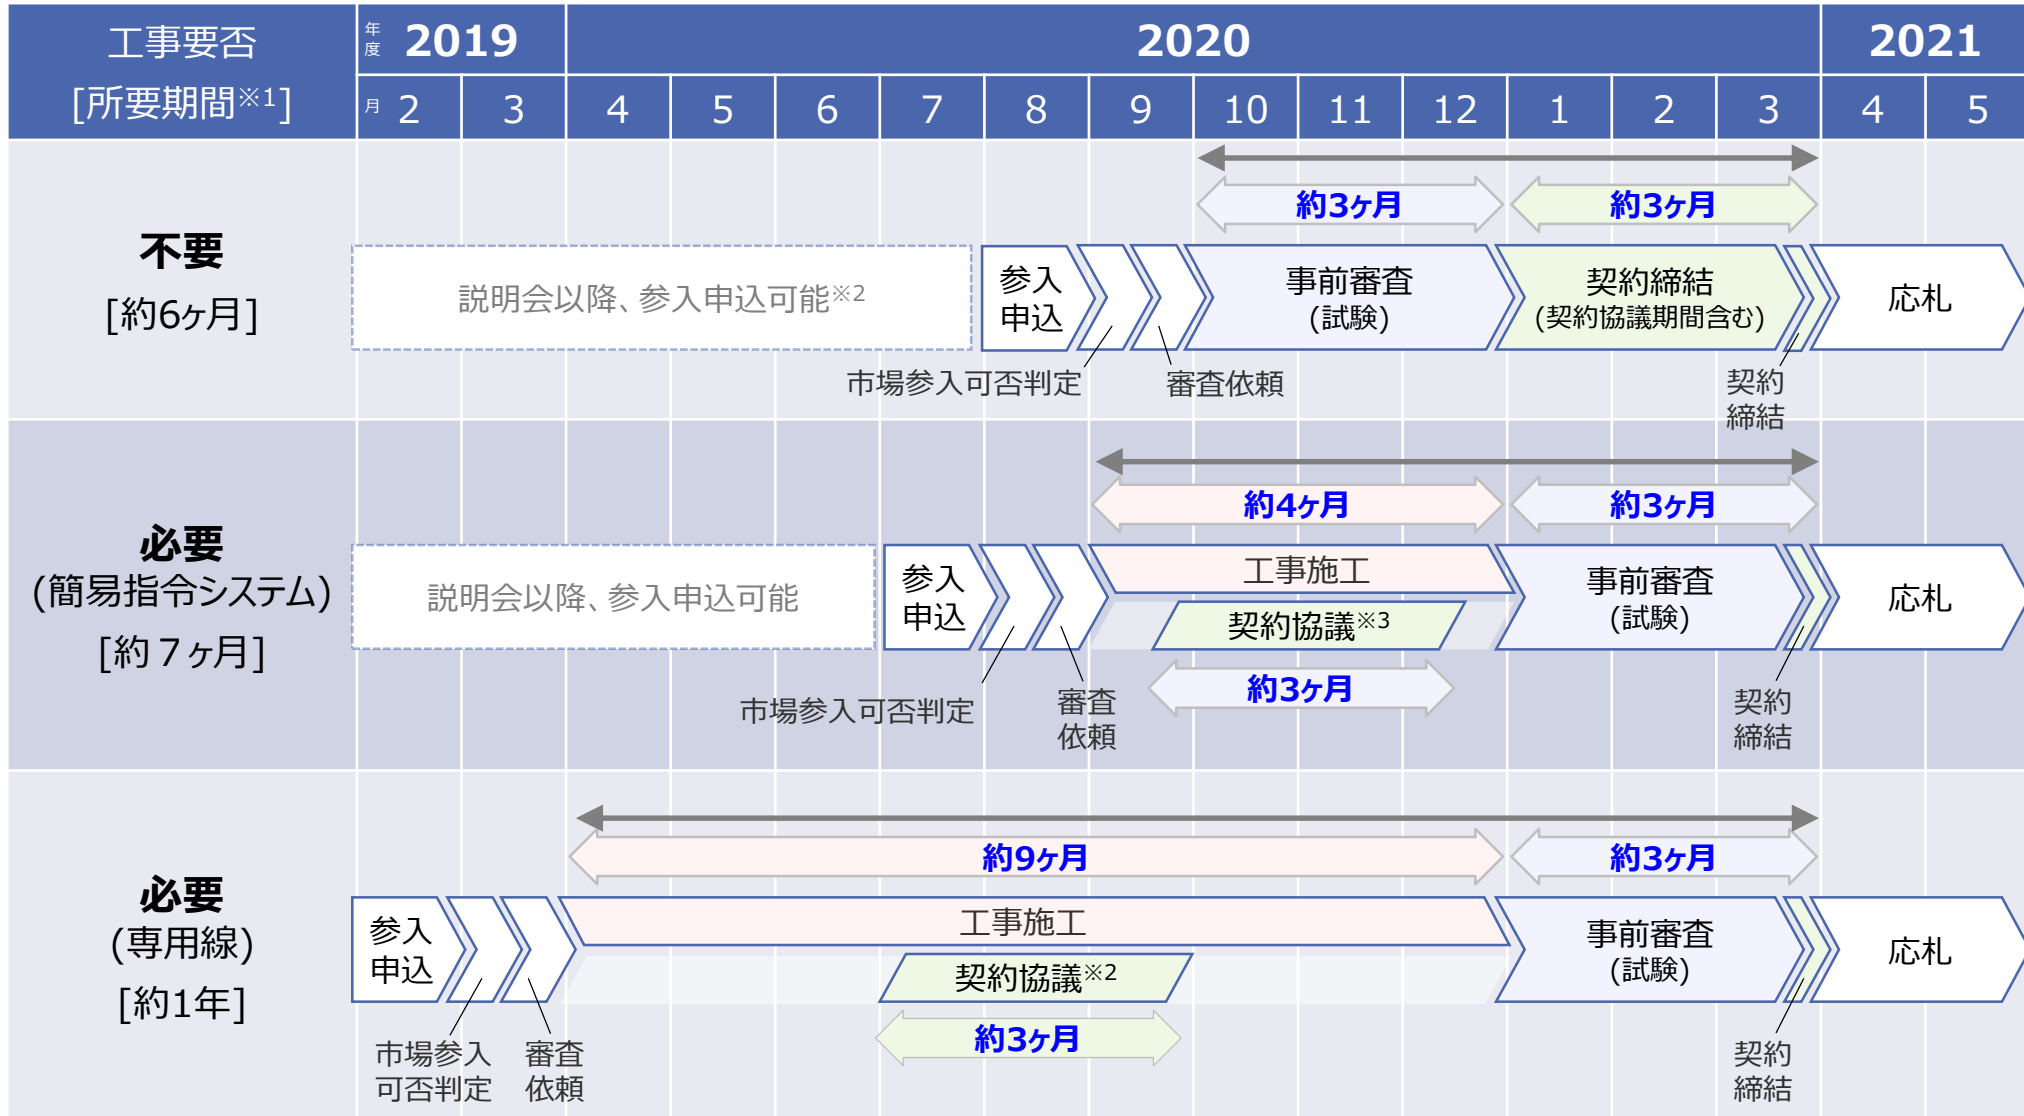 工事要否
[所要期間※1]
年度 2019 2020 2021
月 2 3 4 5 6 7 8 9 10 11 12 1 2 3 4 5
不要
[約6ヶ月]
約3ヶ月 約3ヶ月
説明会以降、参入申込可能※2
参入
申込
事前審査
(試験)
契約締結
(契約協議期間含む)
応札
市場参入可否判定
審査依頼
契約
締結
必要
(簡易指令システム)
[約７ヶ月]
約4ヶ月 約3ヶ月
説明会以降、参入申込可能
参入
申込
工事施工
契約協議※3
事前審査
(試験)
応札
約3ヶ月
市場参入可否判定
審査
依頼
契約
締結
必要
(専用線)
[約1年]
約9ヶ月 約3ヶ月
参入
申込
工事施工
契約協議※2
事前審査
(試験)
応札
約3ヶ月
市場参入
可否判定
審査
依頼
契約
締結